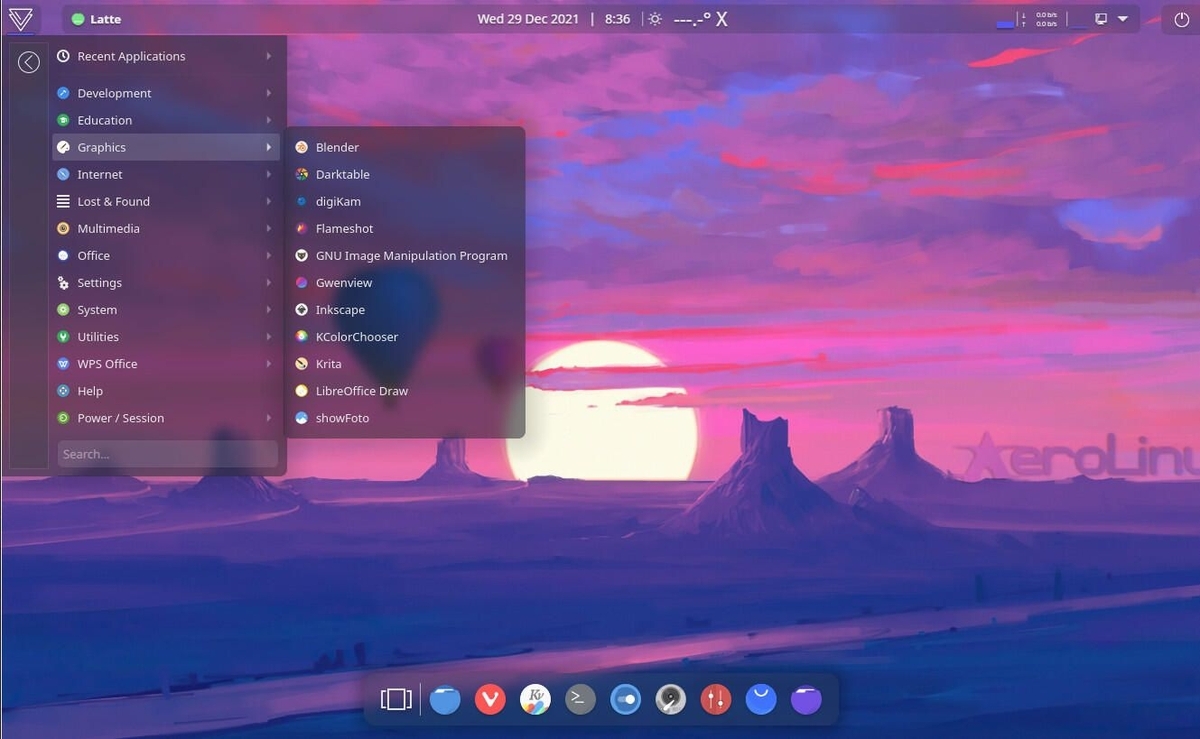 Latte
Wed 29 Dec 2021 | 8:36 ---.-° X
0.0 b/s
0.0 b/s
Recent Applications
Development
Education
Graphics
Internet
Lost & Found
Multimedia
Office
Settings
System
Utilities
WPS Office
Help
Power / Session
Search...
Blender
Darktable
digiKam
Flameshot
GNU Image Manipulation Program
Gwenview
Inkscape
KColorChooser
Krita
LibreOffice Draw
showFoto
XeroLinu
Kv
>_